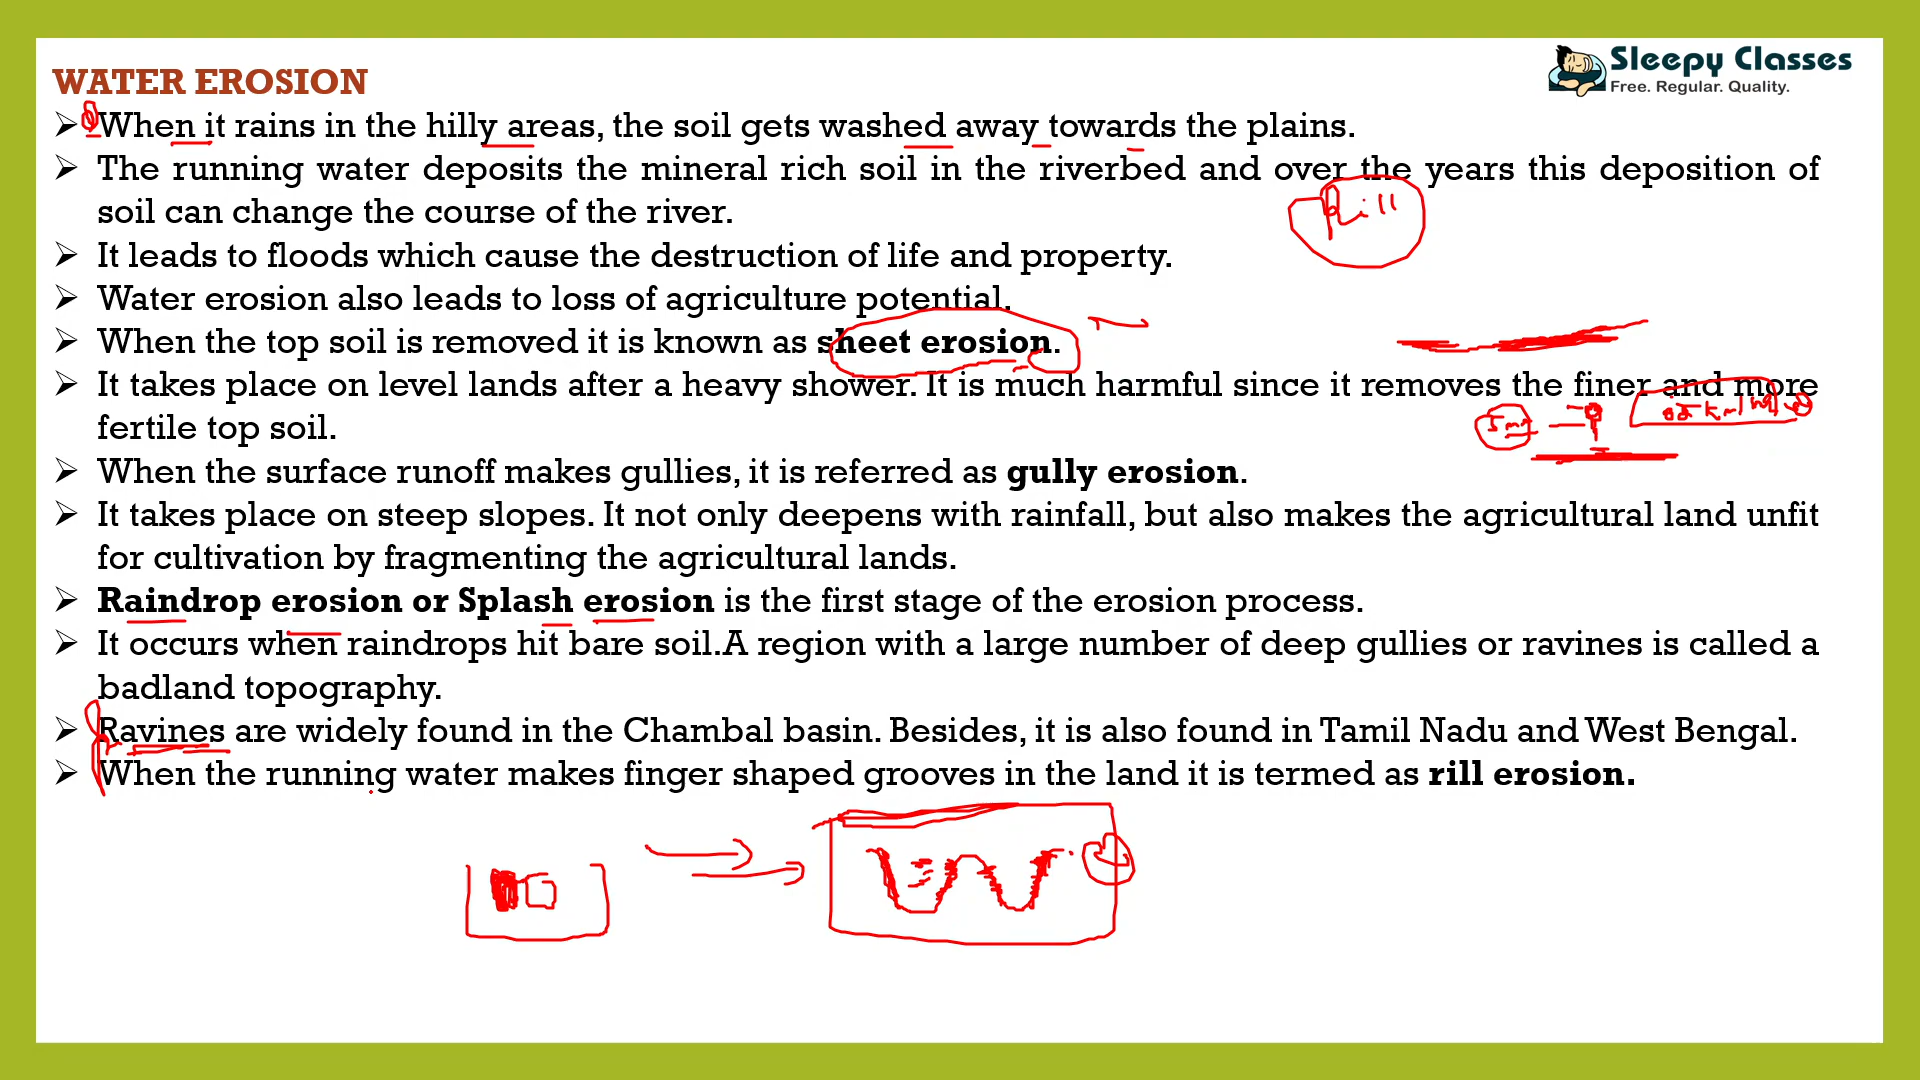 Sleepy Classes
Free. Regular. Quality.
WATER EROSION
➢ When it rains in the hilly areas, the soil gets washed away towards the plains.
➢ The running water deposits the mineral rich soil in the riverbed and over the years this deposition of
soil can change the course of the river.
Rill
➢ It leads to floods which cause the destruction of life and property.
➢ Water erosion also leads to loss of agriculture potential.
➢ When the top soil is removed it is known as sheet erosion.
➢ It takes place on level lands after a heavy shower. It is much harmful since it removes the finer and more
fertile top soil.
➢ When the surface runoff makes gullies, it is referred as gully erosion.
➢ It takes place on steep slopes. It not only deepens with rainfall, but also makes the agricultural land unfit
for cultivation by fragmenting the agricultural lands.
➢ Raindrop erosion or Splash erosion is the first stage of the erosion process.
➢ It occurs when raindrops hit bare soil.A region with a large number of deep gullies or ravines is called a
badland topography.
➢ Ravines are widely found in the Chambal basin. Besides, it is also found in Tamil Nadu and West Bengal.
➢ When the running water makes finger shaped grooves in the land it is termed as rill erosion.